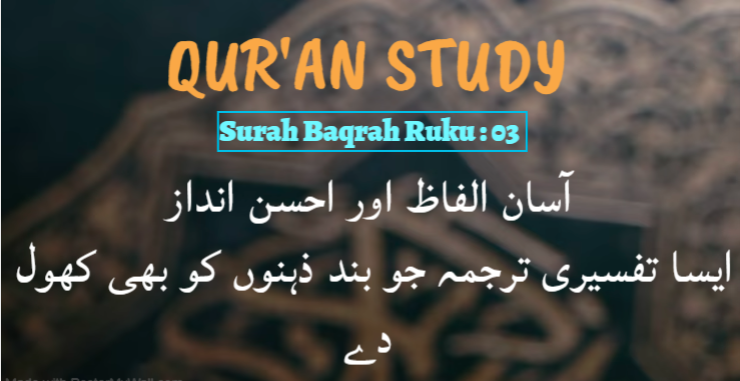 QUR'AN STUDY
Surah Baqrah Ruku : 03
آسان الفاظ اور احسن انداز
ایسا تفسیری ترجمہ جو بند ذہنوں کو بھی کھول
دے